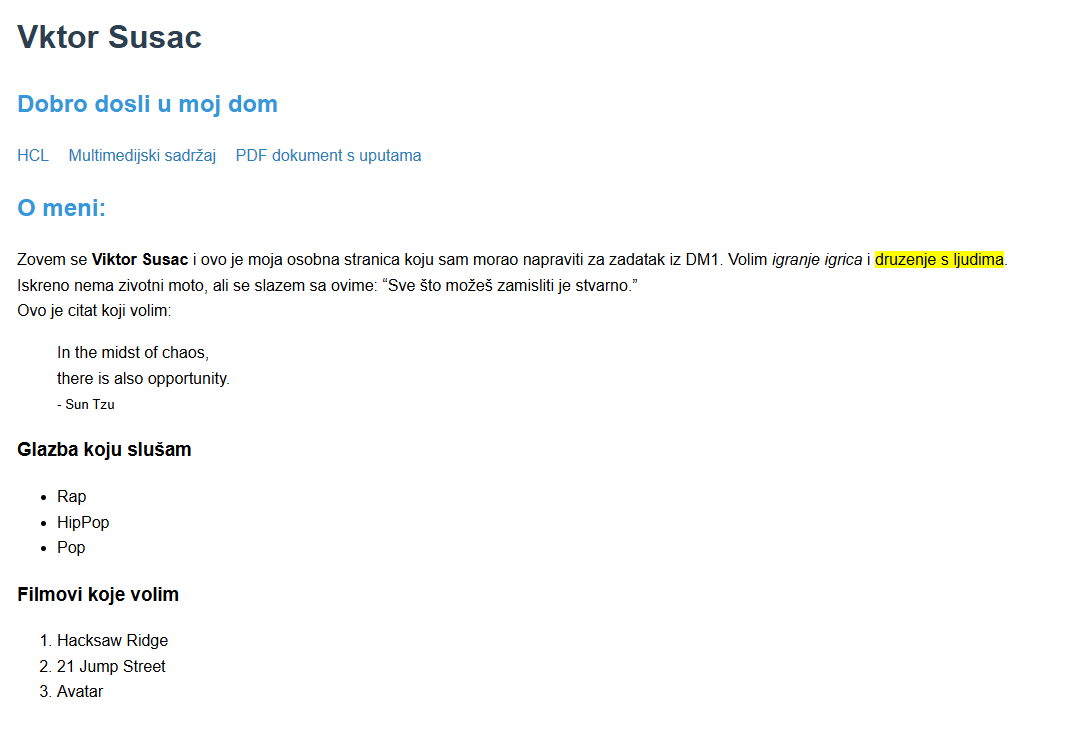 Vktor Susac
Dobro dosli u moj dom
HCL Multimedijski sadržaj PDF dokument s uputama
O meni:
Zovem se Viktor Susac i ovo je moja osobna stranica koju sam morao napraviti za zadatak iz DM1. Volim igranje igrica i druzenje s ljudima.
Iskreno nema zivotni moto, ali se slazem sa ovime: “Sve što možeš zamisliti je stvarno.”
Ovo je citat koji volim:
In the midst of chaos,
there is also opportunity.
- Sun Tzu
Glazba koju slušam
• Rap
• HipPop
• Pop
Filmovi koje volim
1. Hacksaw Ridge
2. 21 Jump Street
3. Avatar